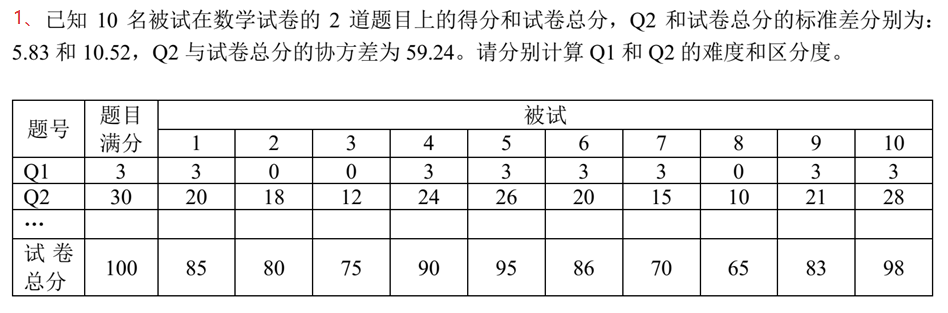 1、已知 10 名被试在数学试卷的 2 道题目上的得分和试卷总分，Q2 和试卷总分的标准差分别为：
5.83 和 10.52，Q2 与试卷总分的协方差为 59.24。请分别计算 Q1 和 Q2 的难度和区分度。
题号 题目满分 被试
1 2 3 4 5 6 7 8 9 10
Q1 3 3 0 0 3 3 3 3 0 3 3
Q2 30 20 18 12 24 26 20 15 10 21 28
…
试卷总分 100 85 80 75 90 95 86 70 65 83 98